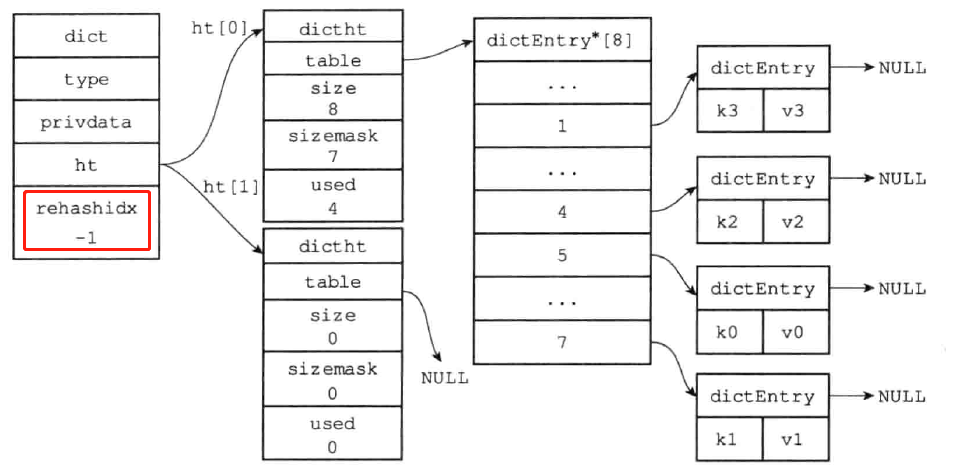 dict
type
privdata
ht
rehashidx
-1
ht[0]
dictht
table
size
8
sizemask
7
used
4
ht[1]
dictht
table
size
0
sizemask
0
used
0
NULL
dictEntry*[8]
...
1
...
4
5
...
7
dictEntry
k3 v3
NULL
dictEntry
k2 v2
NULL
dictEntry
k0 v0
NULL
dictEntry
k1 v1
NULL